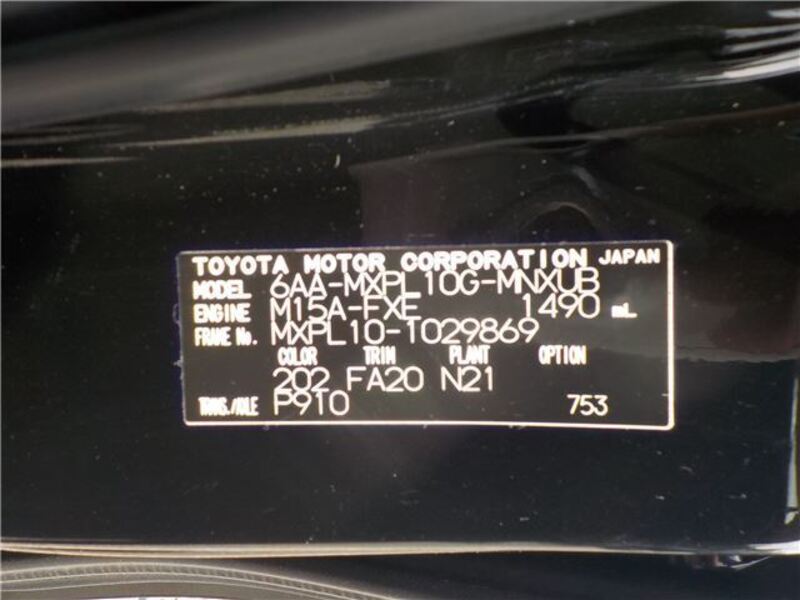 TOYOTA MOTOR CORPORATION JAPAN
MODEL 6AA-MXPL10G-MNXUB
ENGINE M15A-FXE 1490 mL
FRAME No. MXPL10-1029869
COLOR TRIM PLANT OPTION
202 FA20 N21
TRANS./AXLE P910 753